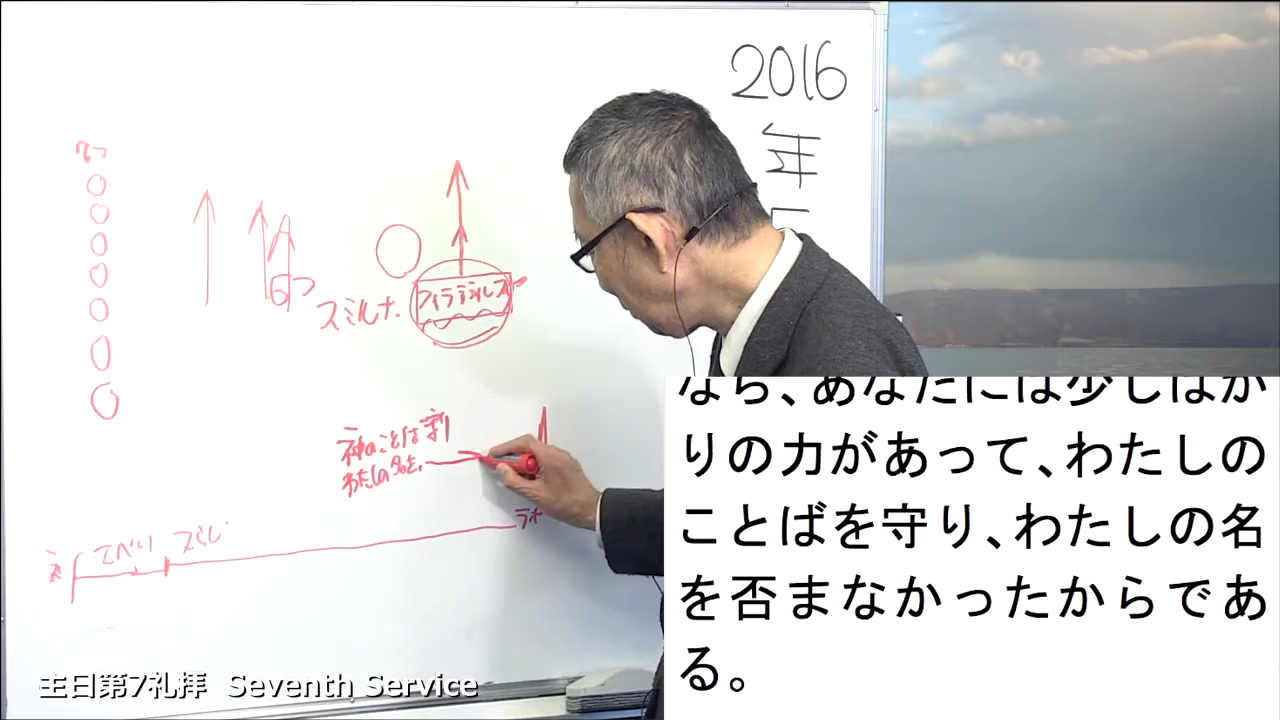 2016
年
スミルナ
フィラデルフ
6つ
神のことば守り
わたしの名を、
エペソ
スミル
ラオ
なら、あなたには少しばか
りの力があって、わたしの
ことばを守り、わたしの名
を否まなかったからであ
る。
主日第7礼拝 Seventh Service